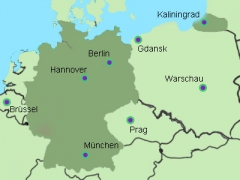 Kaliningrad
Gdansk
Berlin
Hannover
Warschau
Brüssel
Prag
München